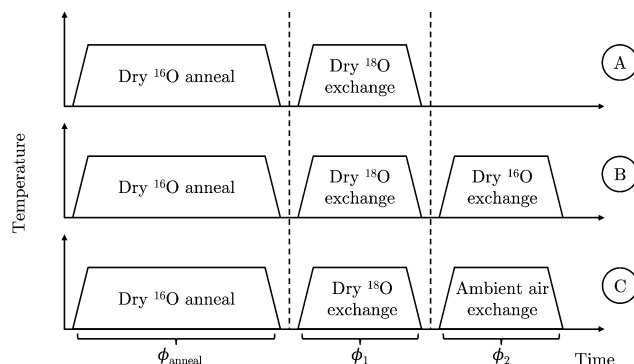 Temperature
Dry ¹⁶O anneal
Dry ¹⁸O
exchange
A
Dry ¹⁶O anneal
Dry ¹⁸O
exchange
Dry ¹⁶O
exchange
B
Dry ¹⁶O anneal
Dry ¹⁸O
exchange
Ambient air
exchange
C
ϕanneal
ϕ₁
ϕ₂
Time